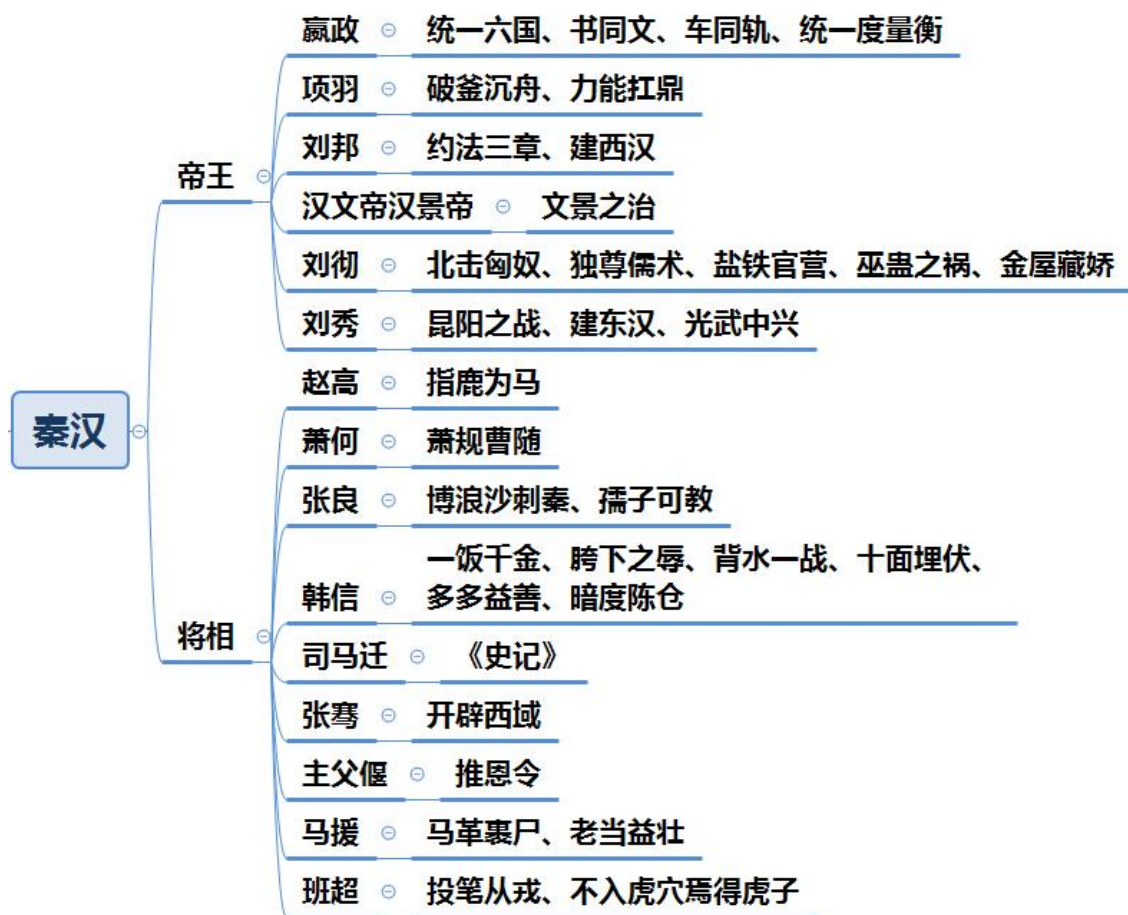 秦汉
帝王
嬴政
统一六国、书同文、车同轨、统一度量衡
项羽
破釜沉舟、力能扛鼎
刘邦
约法三章、建西汉
汉文帝汉景帝
文景之治
刘彻
北击匈奴、独尊儒术、盐铁官营、巫蛊之祸、金屋藏娇
刘秀
昆阳之战、建东汉、光武中兴
将相
赵高
指鹿为马
萧何
萧规曹随
张良
博浪沙刺秦、孺子可教
韩信
一饭千金、胯下之辱、背水一战、十面埋伏、
多多益善、暗度陈仓
司马迁
《史记》
张骞
开辟西域
主父偃
推恩令
马援
马革裹尸、老当益壮
班超
投笔从戎、不入虎穴焉得虎子